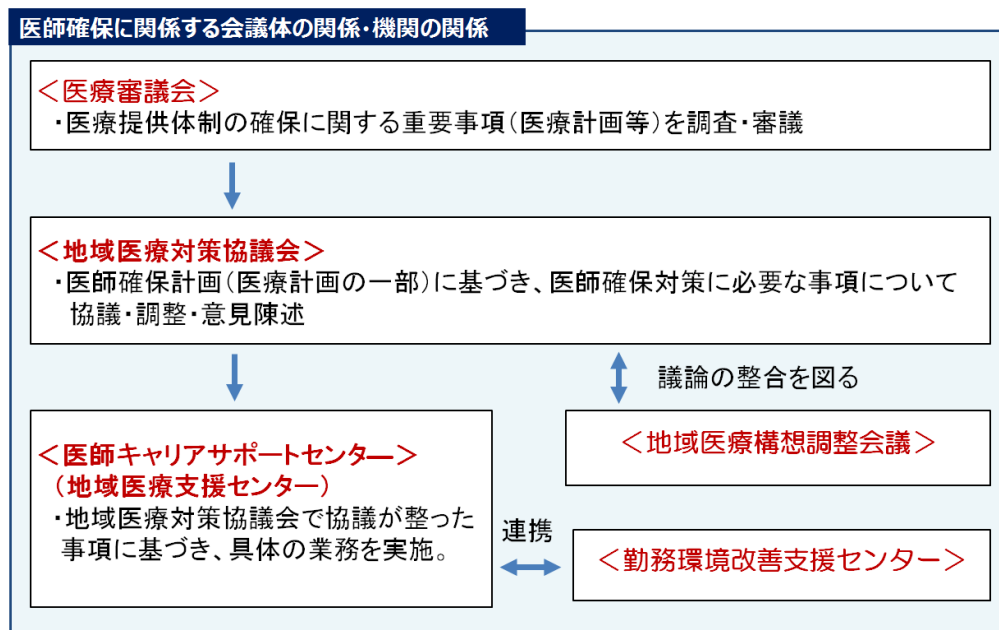 医師確保に関係する会議体の関係・機関の関係
＜医療審議会＞
・医療提供体制の確保に関する重要事項（医療計画等）を調査・審議
＜地域医療対策協議会＞
・医師確保計画（医療計画の一部）に基づき、医師確保対策に必要な事項について
協議・調整・意見陳述
議論の整合を図る
＜地域医療構想調整会議＞
＜医師キャリアサポートセンター＞
（地域医療支援センター）
・地域医療対策協議会で協議が整った
事項に基づき、具体の業務を実施。
連携
＜勤務環境改善支援センター＞